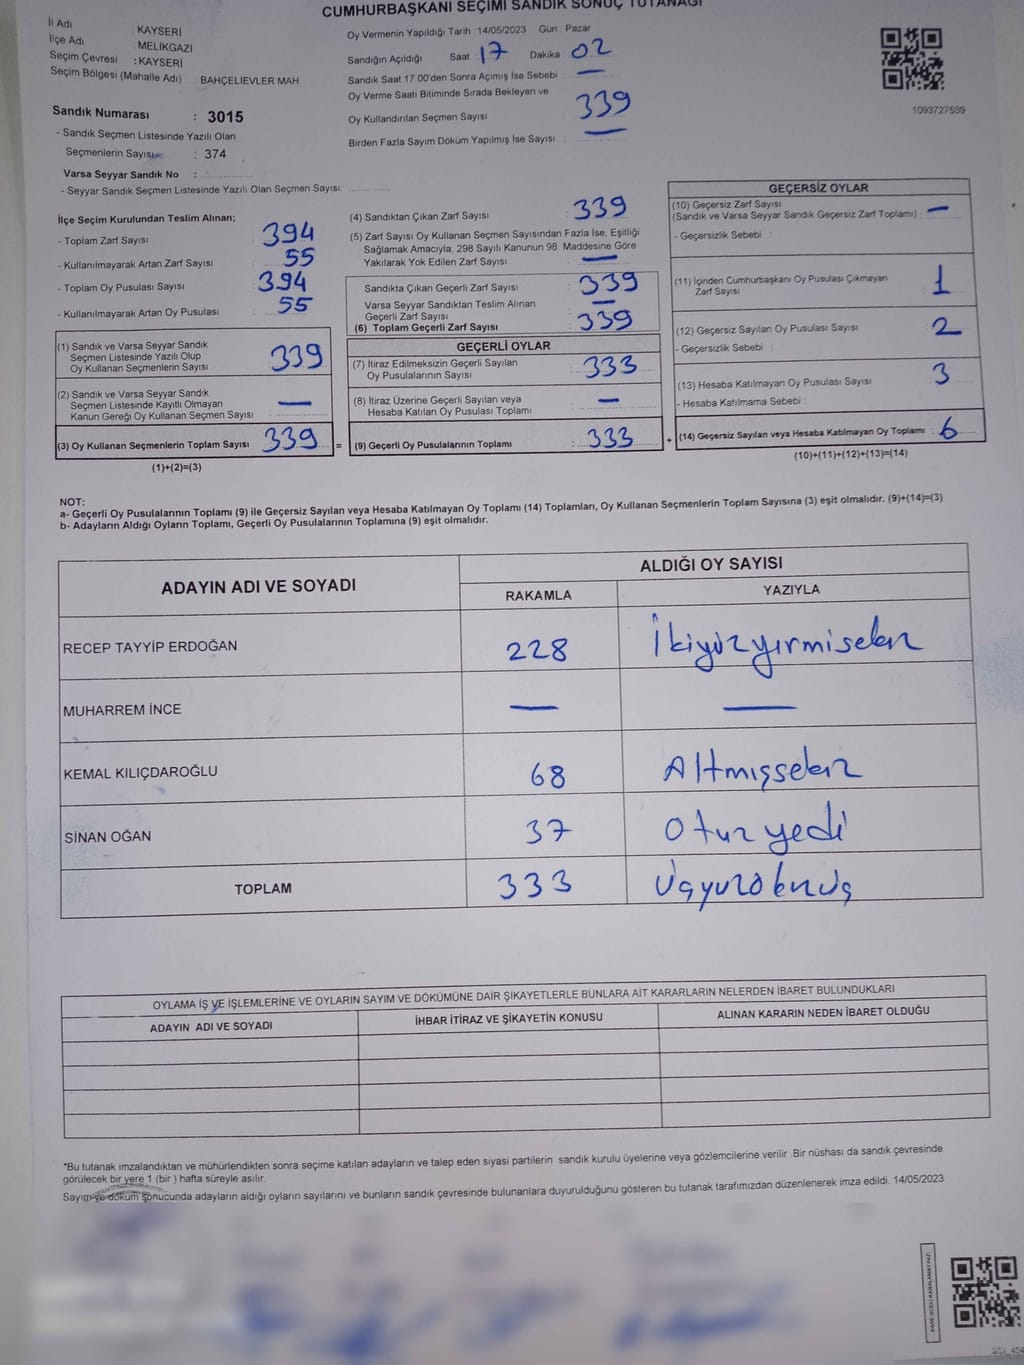 CUMHURBAŞKANI SEÇİMİ SANDIK SONUÇ TUTANAĞI
İl Adı : KAYSERİ
İlçe Adı : MELİKGAZİ
Seçim Çevresi : KAYSERİ
Seçim Bölgesi (Mahalle Adı) BAHÇELİEVLER MAH
Sandık Numarası : 3015
- Sandık Seçmen Listesinde Yazılı Olan
Seçmenlerin Sayısı : 374
Varsa Seyyar Sandık No :
- Seyyar Sandık Seçmen Listesinde Yazılı Olan Seçmen Sayısı:
Oy Vermenin Yapıldığı Tarih : 14/05/2023 Gün : Pazar
Sandığın Açıldığı Saat : 17 Dakika : 02
Sandık Saat 17.00'den Sonra Açımış İse Sebebi : —
Oy Verme Saati Bitiminde Sırada Bekleyen ve
Oy Kullandırılan Seçmen Sayısı : 339
Birden Fazla Sayım Döküm Yapılmış İse Sayısı : —
1093727539
İlçe Seçim Kurulundan Teslim Alınan;
- Toplam Zarf Sayısı : 394
- Kullanılmayarak Artan Zarf Sayısı : 55
- Toplam Oy Pusulası Sayısı : 394
- Kullanılmayarak Artan Oy Pusulası : 55
(1) Sandık ve Varsa Seyyar Sandık
Seçmen Listesinde Yazılı Olup
Oy Kullanan Seçmenlerin Sayısı : 339
(2) Sandık ve Varsa Seyyar Sandık
Seçmen Listesinde Kayıtlı Olmayan
Kanun Gereği Oy Kullanan Seçmen Sayısı : —
(3) Oy Kullanan Seçmenlerin Toplam Sayısı : 339 =
(1)+(2)=(3)
(4) Sandıktan Çıkan Zarf Sayısı : 339
(5) Zarf Sayısı Oy Kullanan Seçmen Sayısından Fazla İse, Eşitliği
Sağlamak Amacıyla; 298 Sayılı Kanunun 98. Maddesine Göre
Yakılarak Yok Edilen Zarf Sayısı : —
Sandıkta Çıkan Geçerli Zarf Sayısı : 339
Varsa Seyyar Sandıktan Teslim Alınan
Geçerli Zarf Sayısı : —
(6) Toplam Geçerli Zarf Sayısı : 339
GEÇERLİ OYLAR
(7) İtiraz Edilmeksizin Geçerli Sayılan
Oy Pusulalarının Sayısı : 333
(8) İtiraz Üzerine Geçerli Sayılan veya
Hesaba Katılan Oy Pusulası Toplamı : —
(9) Geçerli Oy Pusulalarının Toplamı : 333 +
GEÇERSİZ OYLAR
(10) Geçersiz Zarf Sayısı
(Sandık ve Varsa Seyyar Sandık Geçersiz Zarf Toplamı) : —
- Geçersizlik Sebebi :
(11) İçinden Cumhurbaşkanı Oy Pusulası Çıkmayan
Zarf Sayısı : 1
(12) Geçersiz Sayılan Oy Pusulası Sayısı : 2
- Geçersizlik Sebebi :
(13) Hesaba Katılmayan Oy Pusulası Sayısı : 3
- Hesaba Katılmama Sebebi :
(14) Geçersiz Sayılan veya Hesaba Katılmayan Oy Toplamı : 6
(10)+(11)+(12)+(13)=(14)
NOT:
a- Geçerli Oy Pusulalarının Toplamı (9) ile Geçersiz Sayılan veya Hesaba Katılmayan Oy Toplamı (14) Toplamları, Oy Kullanan Seçmenlerin Toplam Sayısına (3) eşit olmalıdır. (9)+(14)=(3)
b- Adayların Aldığı Oyların Toplamı, Geçerli Oy Pusulalarının Toplamına (9) eşit olmalıdır.
ADAYIN ADI VE SOYADI ALDIĞI OY SAYISI
RAKAMLA YAZIYLA
RECEP TAYYİP ERDOĞAN 228 İkiyüzyirmisekiz
MUHARREM İNCE — —
KEMAL KILIÇDAROĞLU 68 Altmışsekiz
SİNAN OĞAN 37 Otuzyedi
TOPLAM 333 Üçyüzotuzüç
OYLAMA İŞ VE İŞLEMLERİNE VE OYLARIN SAYIM VE DÖKÜMÜNE DAİR ŞİKAYETLERLE BUNLARA AİT KARARLARIN NELERDEN İBARET BULUNDUKLARI
ADAYIN ADI VE SOYADI İHBAR İTİRAZ VE ŞİKAYETİN KONUSU ALINAN KARARIN NEDEN İBARET OLDUĞU
*Bu tutanak imzalandıktan ve mühürlendikten sonra seçime katılan adayların ve talep eden siyasi partilerin sandık kurulu üyelerine veya gözlemcilerine verilir .Bir nüshası da sandık çevresinde
görülecek bir yere 1 (bir ) hafta süreyle asılır.
Sayım ve döküm sonucunda adayların aldığı oyların sayılarını ve bunların sandık çevresinde bulunanlara duyurulduğunu gösteren bu tutanak tarafımızdan düzenlenerek imza edildi. 14/05/2023